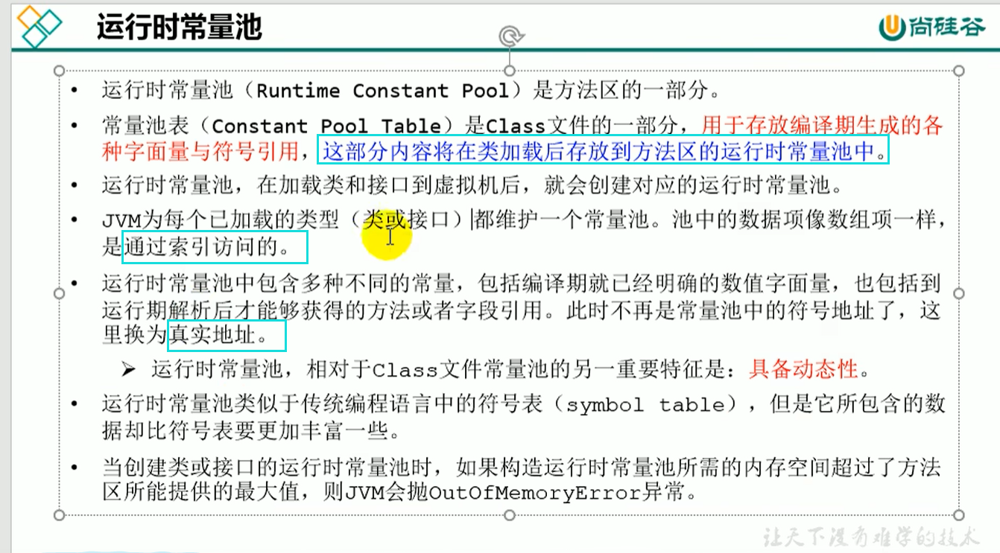 运行时常量池
尚硅谷
• 运行时常量池（Runtime Constant Pool）是方法区的一部分。
• 常量池表（Constant Pool Table）是Class文件的一部分，用于存放编译期生成的各
种字面量与符号引用，这部分内容将在类加载后存放到方法区的运行时常量池中。
• 运行时常量池，在加载类和接口到虚拟机后，就会创建对应的运行时常量池。
• JVM为每个已加载的类型（类或接口）都维护一个常量池。池中的数据项像数组项一样，
是通过索引访问的。
• 运行时常量池中包含多种不同的常量，包括编译期就已经明确的数值字面量，也包括到
运行期解析后才能够获得的方法或者字段引用。此时不再是常量池中的符号地址了，这
里换为真实地址。
➢ 运行时常量池，相对于Class文件常量池的另一重要特征是：具备动态性。
• 运行时常量池类似于传统编程语言中的符号表（symbol table），但是它所包含的数
据却比符号表要更加丰富一些。
• 当创建类或接口的运行时常量池时，如果构造运行时常量池所需的内存空间超过了方法
区所能提供的最大值，则JVM会抛OutOfMemoryError异常。
让天下没有难学的技术